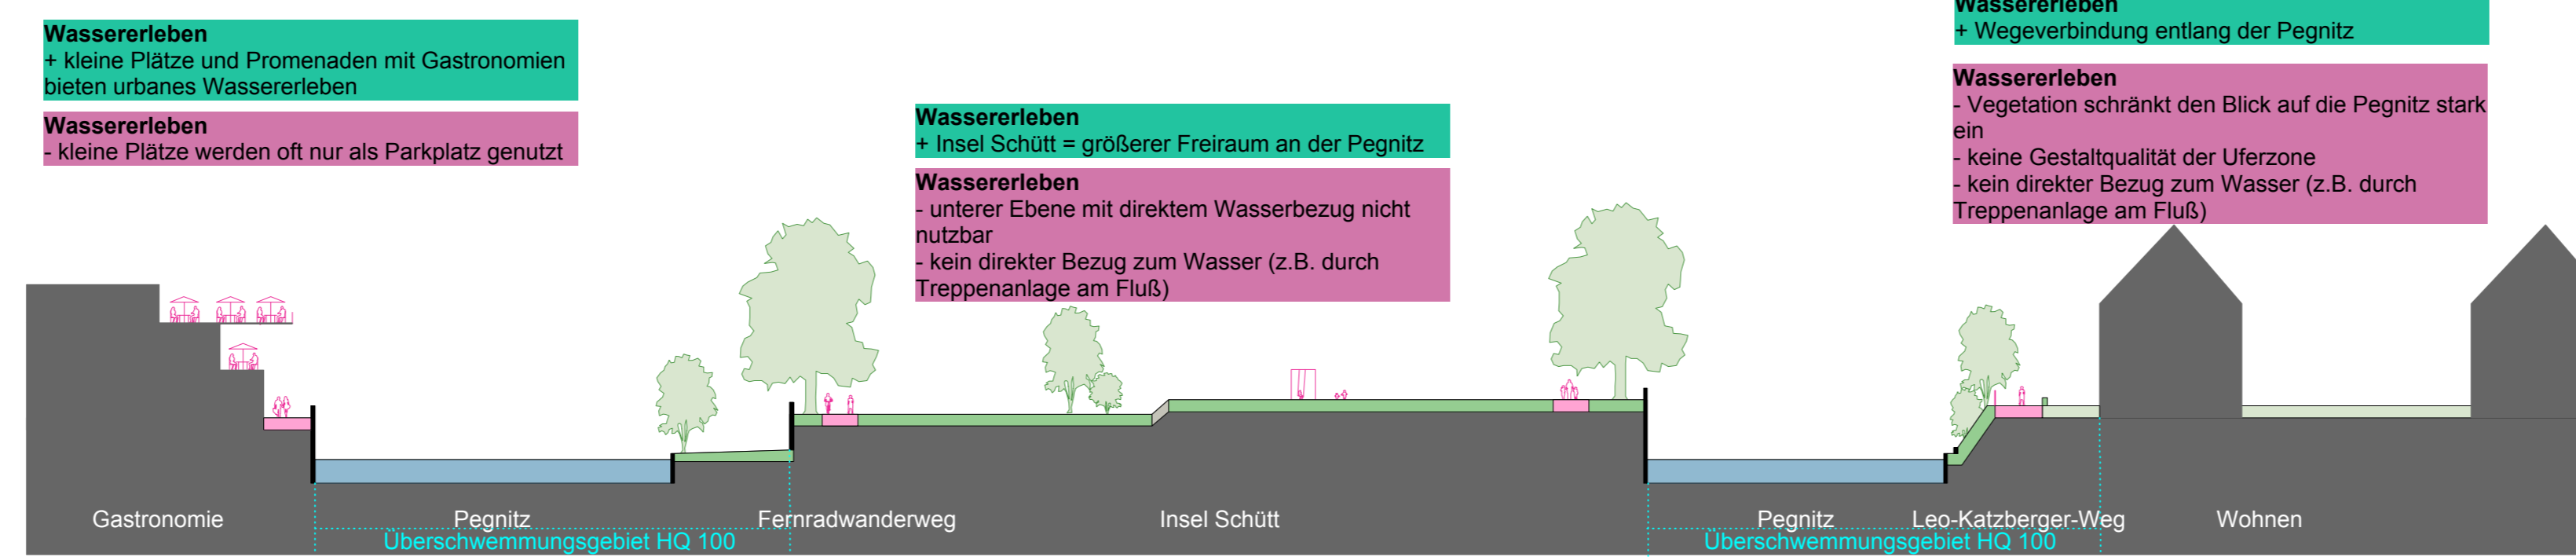 Wassererleben
+ kleine Plätze und Promenaden mit Gastronomien
bieten urbanes Wassererleben
Wassererleben
- kleine Plätze werden oft nur als Parkplatz genutzt
Wassererleben
+ Insel Schütt = größerer Freiraum an der Pegnitz
Wassererleben
- unterer Ebene mit direktem Wasserbezug nicht
nutzbar
- kein direkter Bezug zum Wasser (z.B. durch
Treppenanlage am Fluß)
Wassererleben
+ Wegeverbindung entlang der Pegnitz
Wassererleben
- Vegetation schränkt den Blick auf die Pegnitz stark
ein
- keine Gestaltqualität der Uferzone
- kein direkter Bezug zum Wasser (z.B. durch
Treppenanlage am Fluß)
Gastronomie
Pegnitz
Fernradwanderweg
Insel Schütt
Pegnitz
Leo-Katzberger-Weg
Wohnen
Überschwemmungsgebiet HQ 100
Überschwemmungsgebiet HQ 100